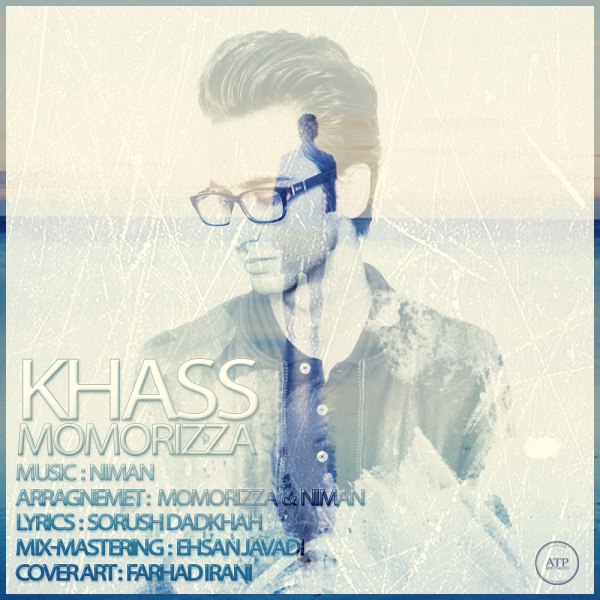 KHASS
MOMORIZZA
MUSIC : NIMAN
ARRAGNEMET : MOMORIZZA & NIMAN
LYRICS : SORUSH DADKHAH
MIX-MASTERING : EHSAN JAVADI
COVER ART : FARHAD IRANI
ATP